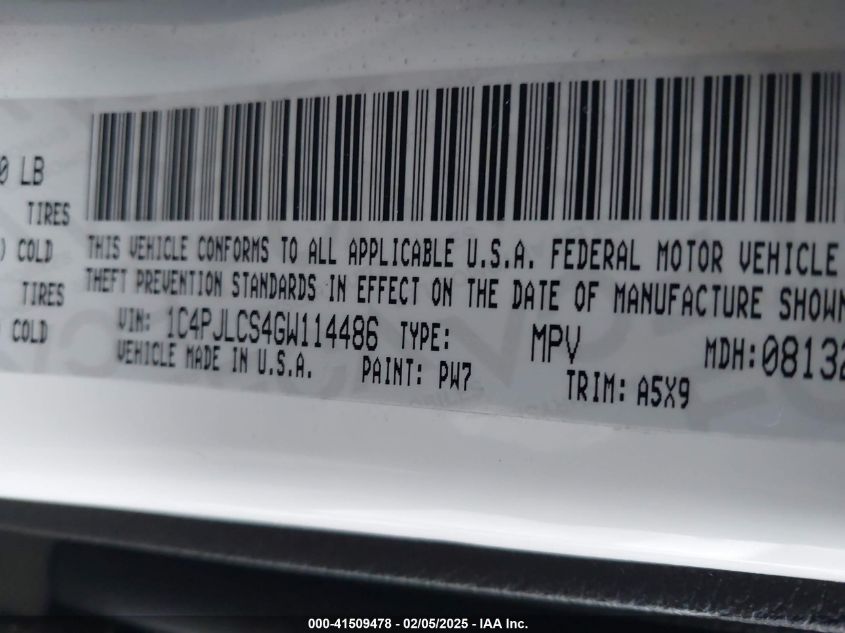 0 LB
TIRES
) COLD
TIRES
COLD
THIS VEHICLE CONFORMS TO ALL APPLICABLE U.S.A. FEDERAL MOTOR VEHICLE
THEFT PREVENTION STANDARDS IN EFFECT ON THE DATE OF MANUFACTURE SHOWN
VIN: 1C4PJLCS4GW114486 TYPE: MPV MDH: 08132
VEHICLE MADE IN U.S.A. PAINT: PW7 TRIM: A5X9
000-41509478 - 02/05/2025 - IAA Inc.